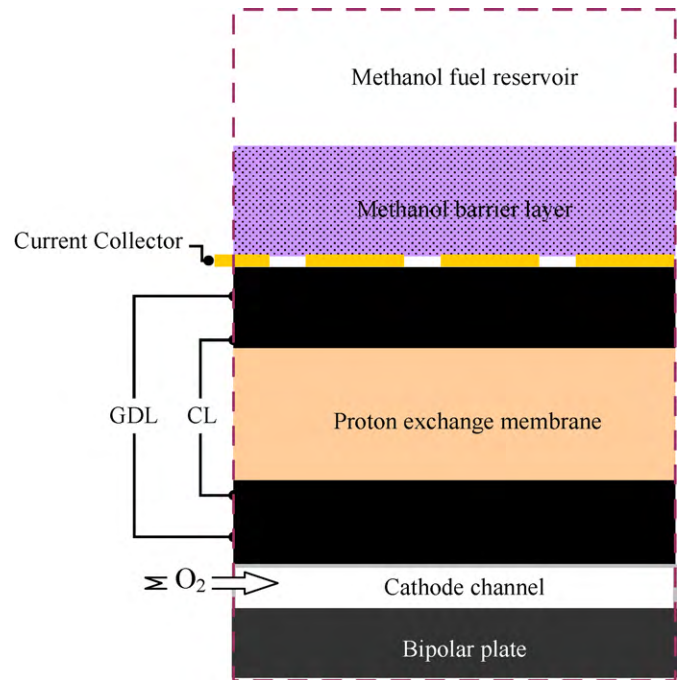 Methanol fuel reservoir
Methanol barrier layer
Current Collector
GDL
CL
Proton exchange membrane
Σ O₂
Cathode channel
Bipolar plate